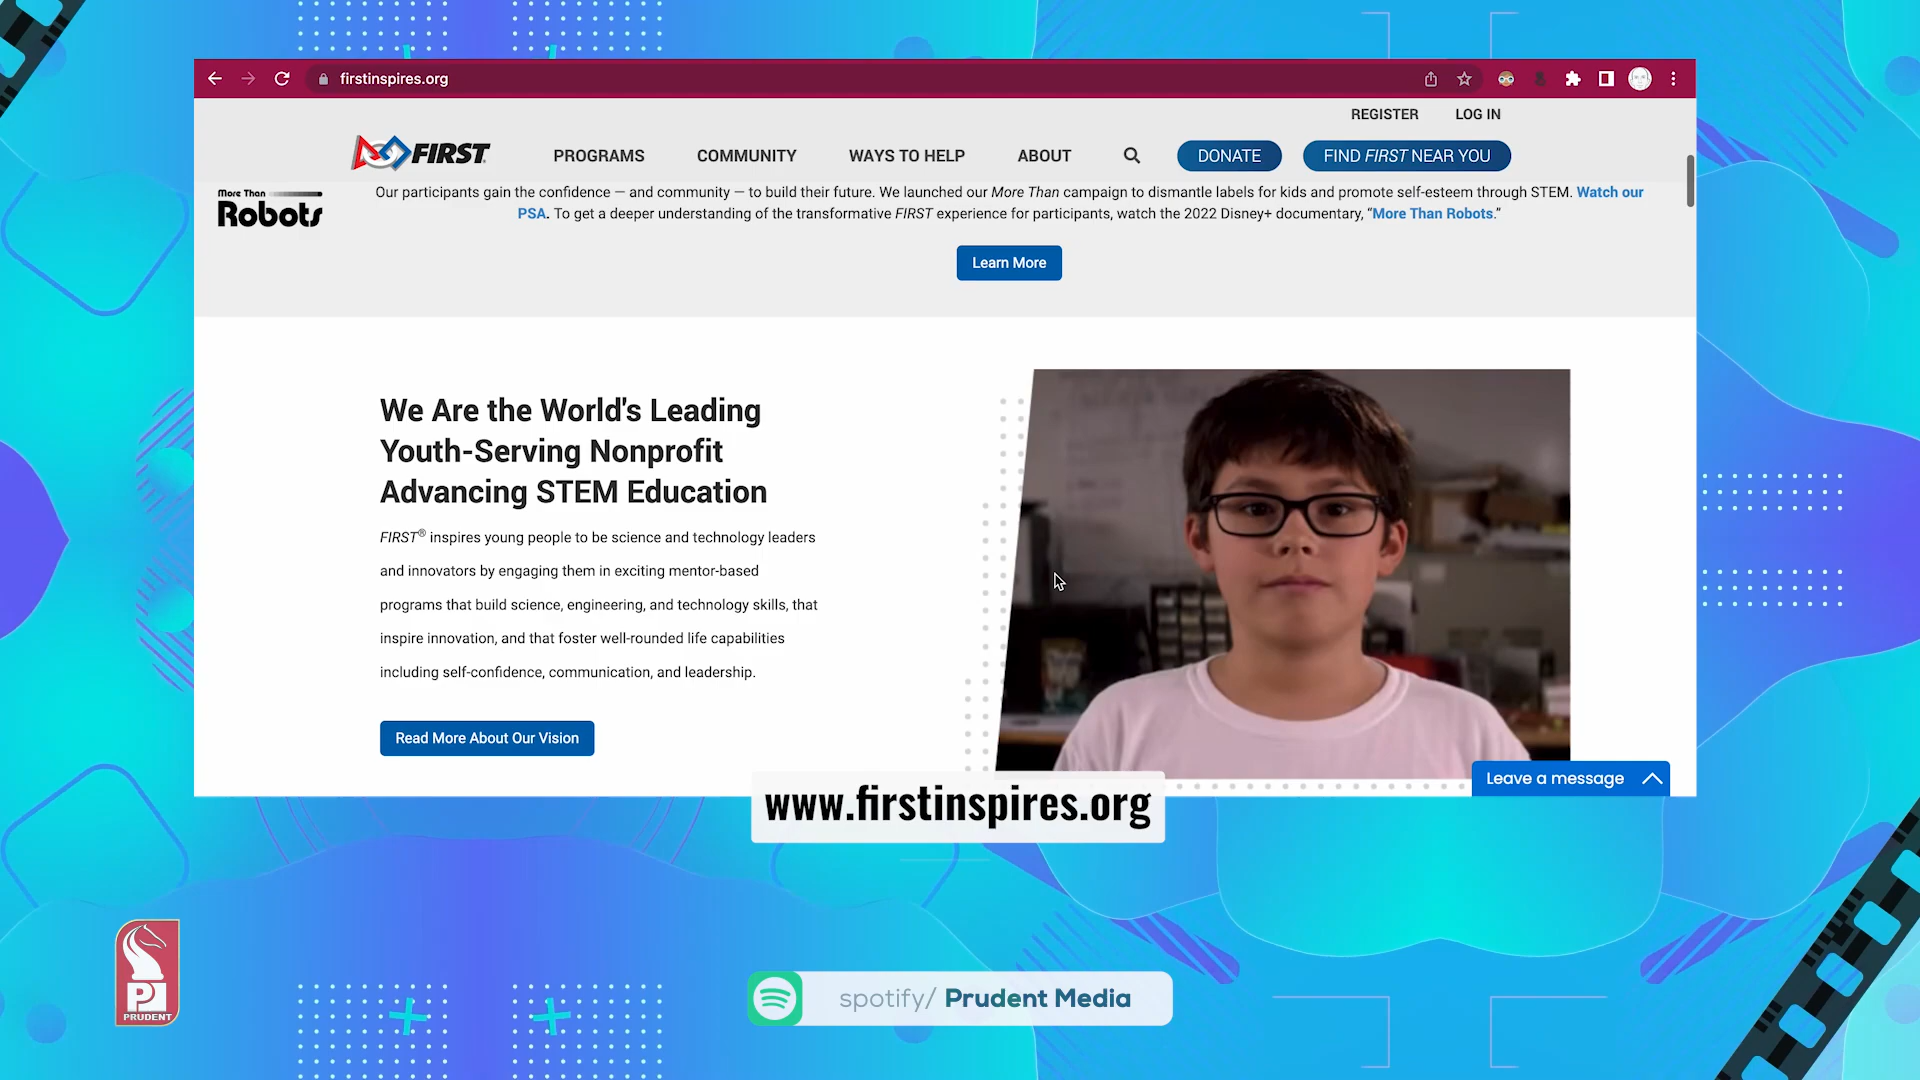 firstinspires.org
REGISTER LOG IN
FIRST PROGRAMS COMMUNITY WAYS TO HELP ABOUT DONATE FIND FIRST NEAR YOU
More Than
Robots
Our participants gain the confidence — and community — to build their future. We launched our More Than campaign to dismantle labels for kids and promote self-esteem through STEM. Watch our
PSA. To get a deeper understanding of the transformative FIRST experience for participants, watch the 2022 Disney+ documentary, “More Than Robots.”
Learn More
We Are the World's Leading
Youth-Serving Nonprofit
Advancing STEM Education
FIRST® inspires young people to be science and technology leaders
and innovators by engaging them in exciting mentor-based
programs that build science, engineering, and technology skills, that
inspire innovation, and that foster well-rounded life capabilities
including self-confidence, communication, and leadership.
Read More About Our Vision
Leave a message
www.firstinspires.org
PRUDENT
spotify/ Prudent Media